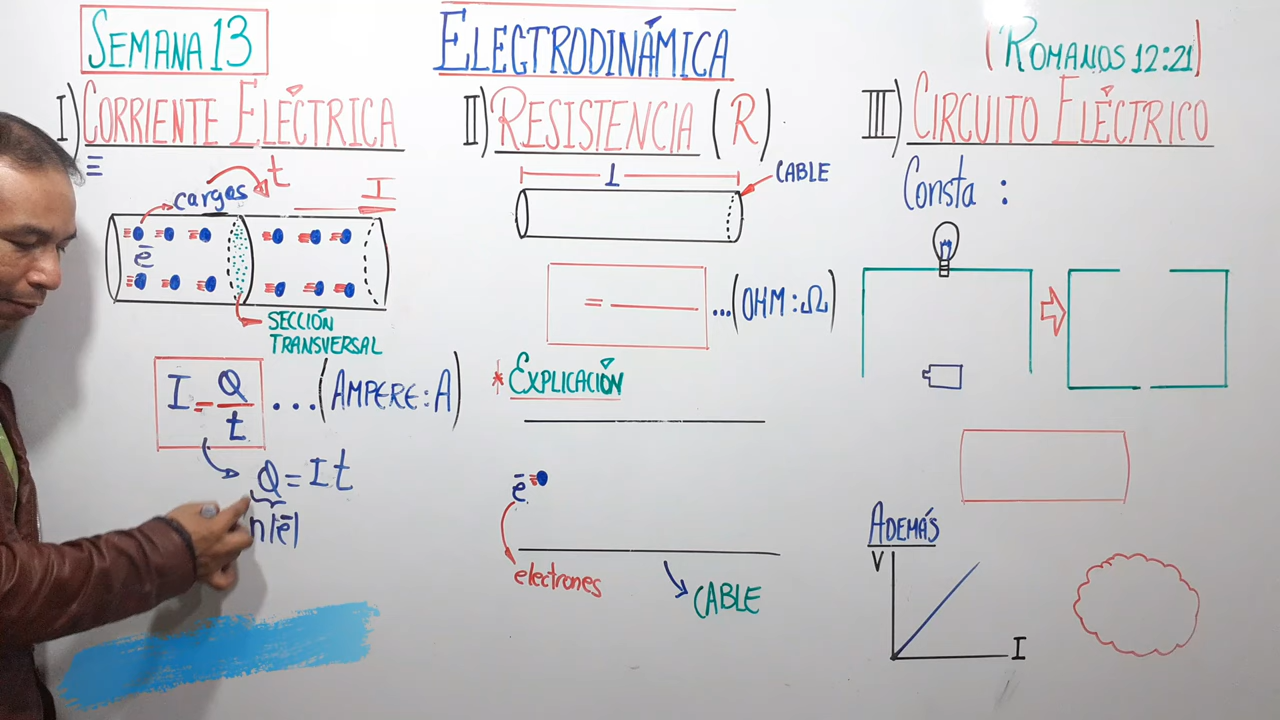 SEMANA 13
ELECTRODINÁMICA
(ROMANOS 12:21)
I) CORRIENTE ELÉCTRICA
cargas
t
I
ē
SECCIÓN
TRANSVERSAL
I = Q/t ... (AMPERE: A)
Q = It
n|ē|
II) RESISTENCIA (R)
L
CABLE
= ——— ... (OHM: Ω)
* EXPLICACIÓN
ē
electrones
CABLE
III) CIRCUITO ELÉCTRICO
Consta :
ADEMÁS
V
I